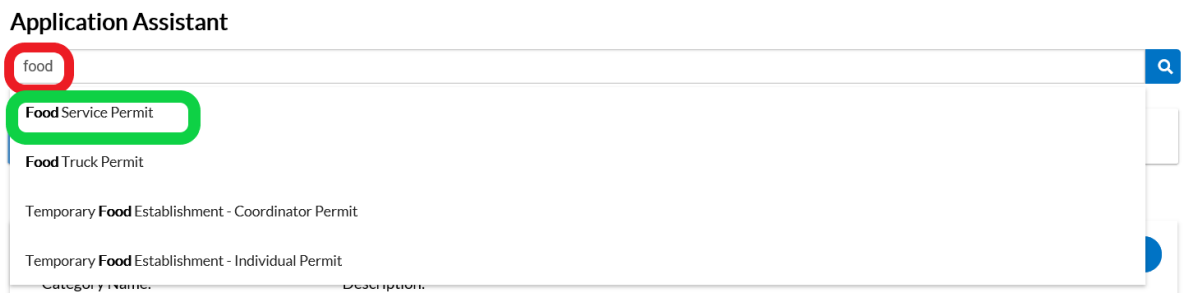 Application Assistant
food
Food Service Permit
Food Truck Permit
Temporary Food Establishment - Coordinator Permit
Temporary Food Establishment - Individual Permit
Category Name: Description: